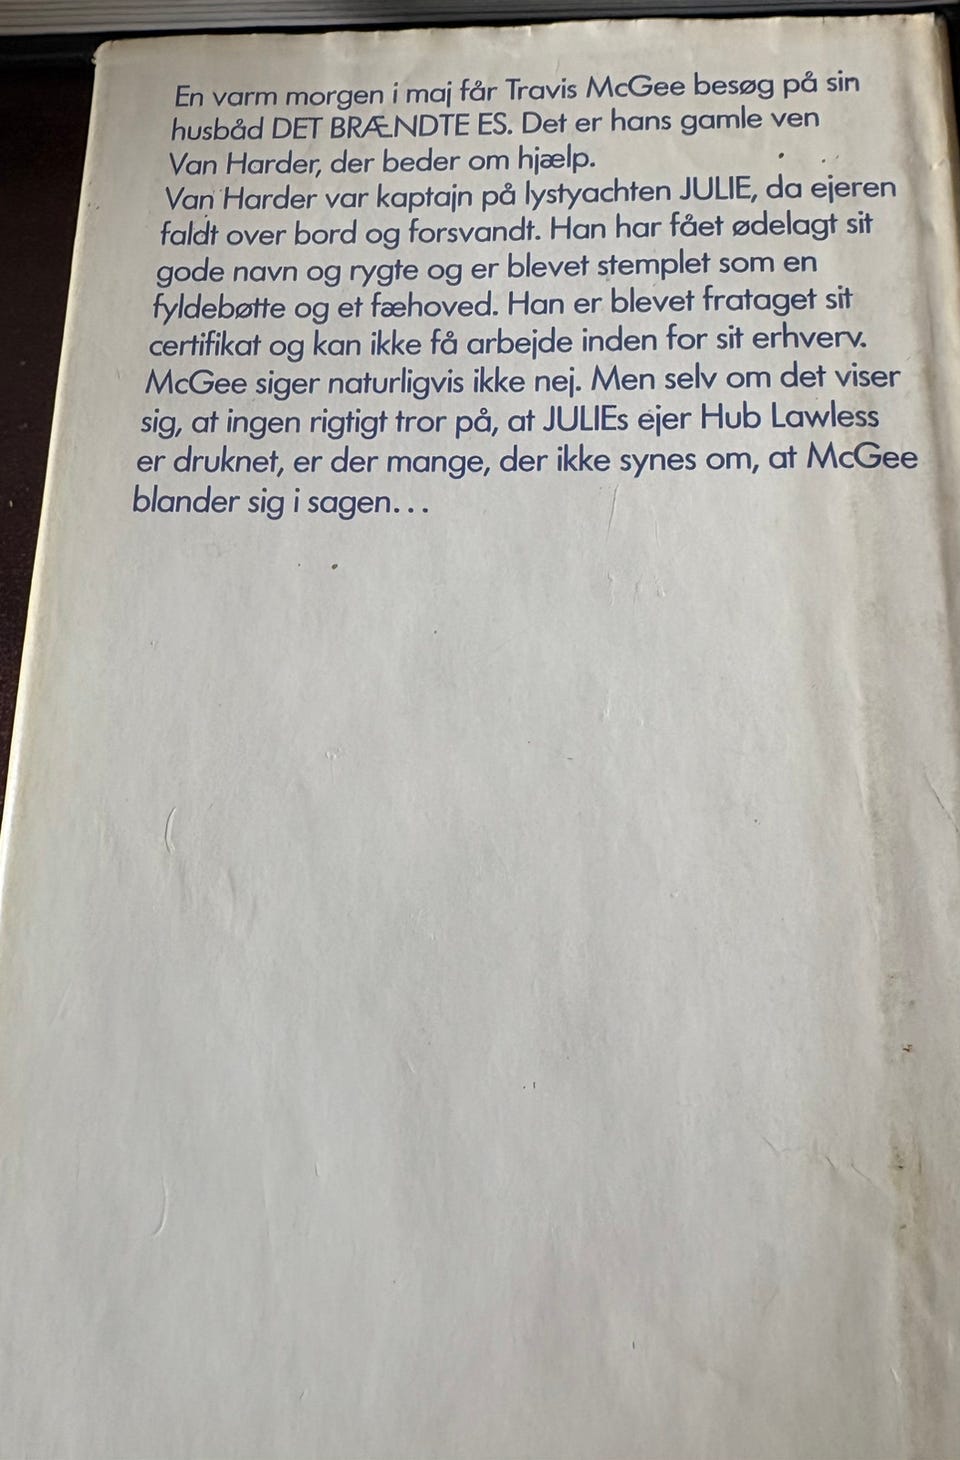 En varm morgen i maj får Travis McGee besøg på sin
husbåd DET BRÆNDTE ES. Det er hans gamle ven
Van Harder, der beder om hjælp.
Van Harder var kaptajn på lystyachten JULIE, da ejeren
faldt over bord og forsvandt. Han har fået ødelagt sit
gode navn og rygte og er blevet stemplet som en
fyldebøtte og et fæhoved. Han er blevet frataget sit
certifikat og kan ikke få arbejde inden for sit erhverv.
McGee siger naturligvis ikke nej. Men selv om det viser
sig, at ingen rigtigt tror på, at JULIEs ejer Hub Lawless
er druknet, er der mange, der ikke synes om, at McGee
blander sig i sagen...